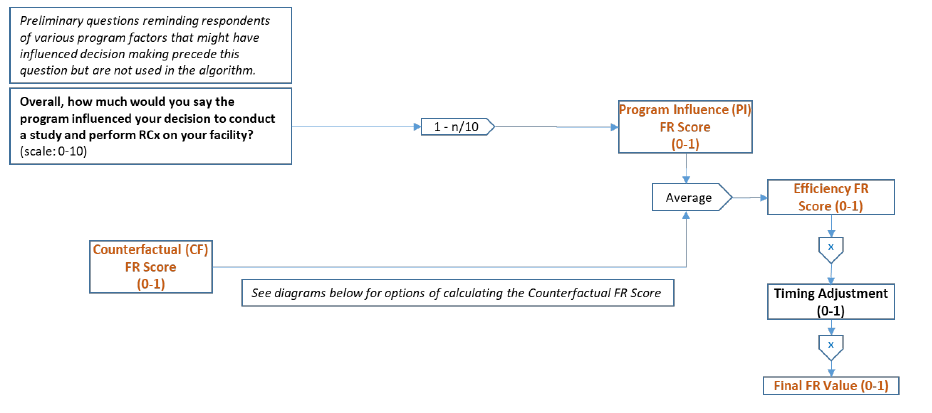 Preliminary questions reminding respondents
of various program factors that might have
influenced decision making precede this
question but are not used in the algorithm.
Overall, how much would you say the
program influenced your decision to conduct
a study and perform RCx on your facility?
(scale: 0-10)
1 - n/10
Program Influence (PI)
FR Score
(0-1)
Average
Efficiency FR
Score (0-1)
x
Counterfactual (CF)
FR Score
(0-1)
See diagrams below for options of calculating the Counterfactual FR Score
Timing Adjustment
(0-1)
x
Final FR Value (0-1)